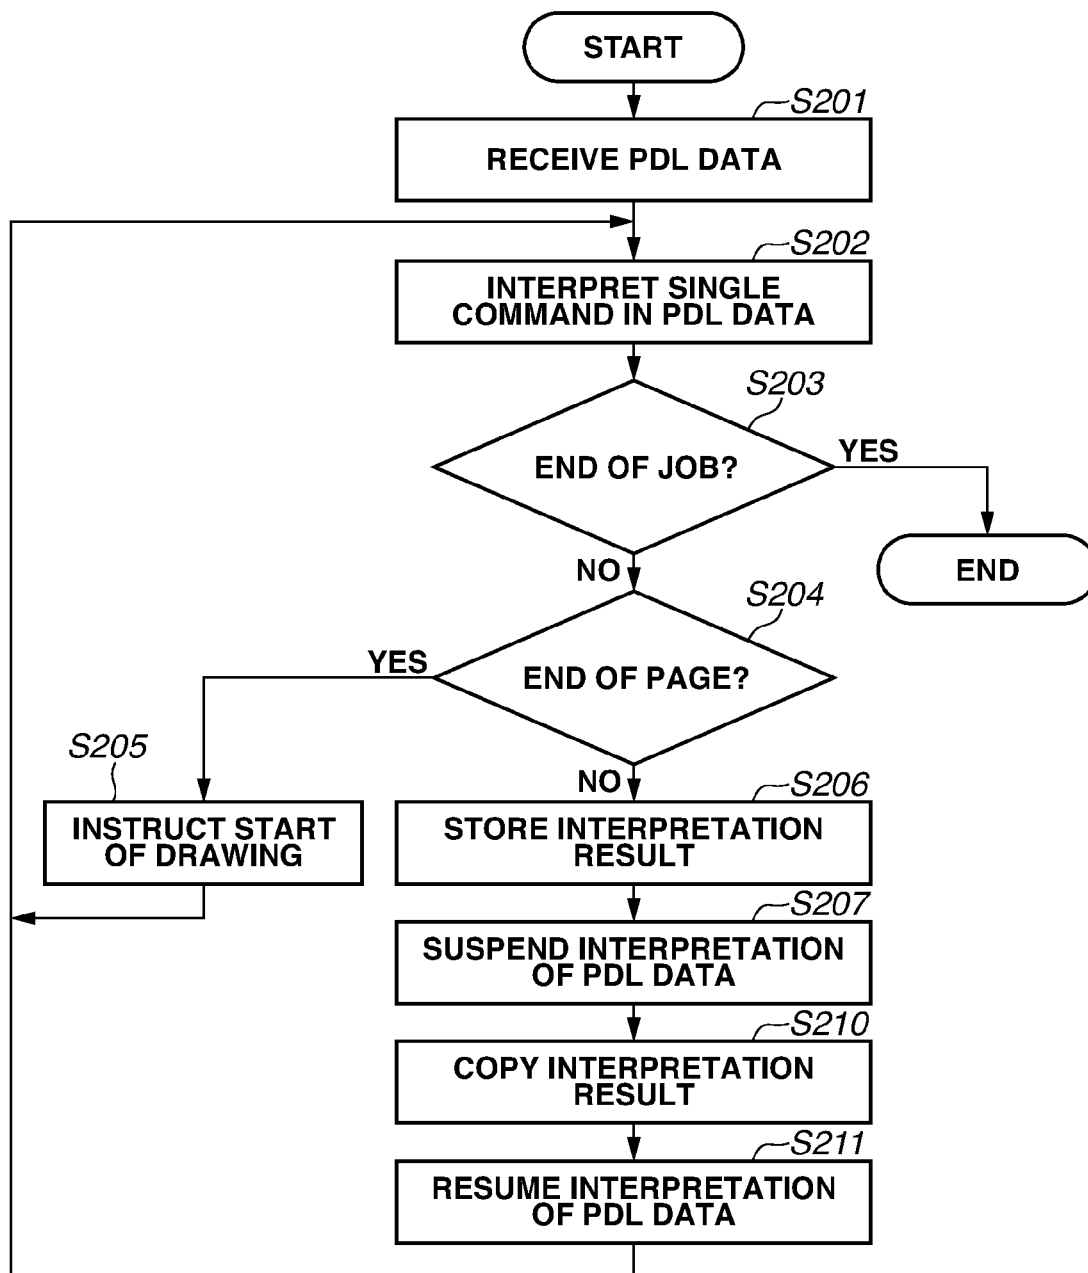 START
S201
RECEIVE PDL DATA
S202
INTERPRET SINGLE
COMMAND IN PDL DATA
S203
END OF JOB?
YES
END
NO
S204
END OF PAGE?
YES
S205
INSTRUCT START
OF DRAWING
NO
S206
STORE INTERPRETATION
RESULT
S207
SUSPEND INTERPRETATION
OF PDL DATA
S210
COPY INTERPRETATION
RESULT
S211
RESUME INTERPRETATION
OF PDL DATA